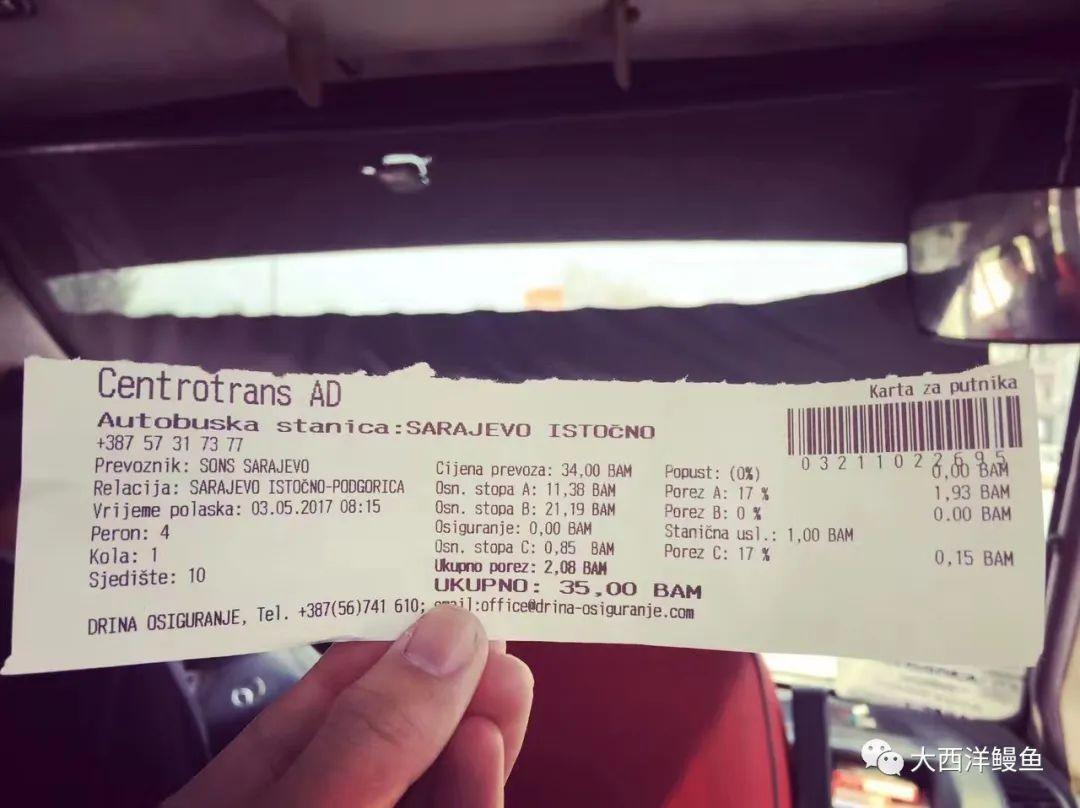 Centrotrans AD
Karta za putnika
Autobuska stanica:SARAJEVO ISTOčNO
+387 57 31 73 77
03211022695
Prevoznik: SONS SARAJEVO
Relacija: SARAJEVO ISTOčNO-PODGORICA
Vrijeme polaska: 03.05.2017 08:15
Peron: 4
Kola: 1
Sjedište: 10
Cijena prevoza: 34,00 BAM
Osn. stopa A: 11,38 BAM
Osn. stopa B: 21,19 BAM
Osiguranje: 0,00 BAM
Osn. stopa C: 0,85 BAM
Ukupno porez: 2,08 BAM
UKUPNO: 35,00 BAM
Popust: (0%) 0,00 BAM
Porez A: 17 % 1,93 BAM
Porez B: 0 % 0.00 BAM
Stanična usl.: 1,00 BAM
Porez C: 17 % 0,15 BAM
DRINA OSIGURANJE, Tel. +387(56)741 610; email:office@drina-osiguranje.com
大西洋鳗鱼